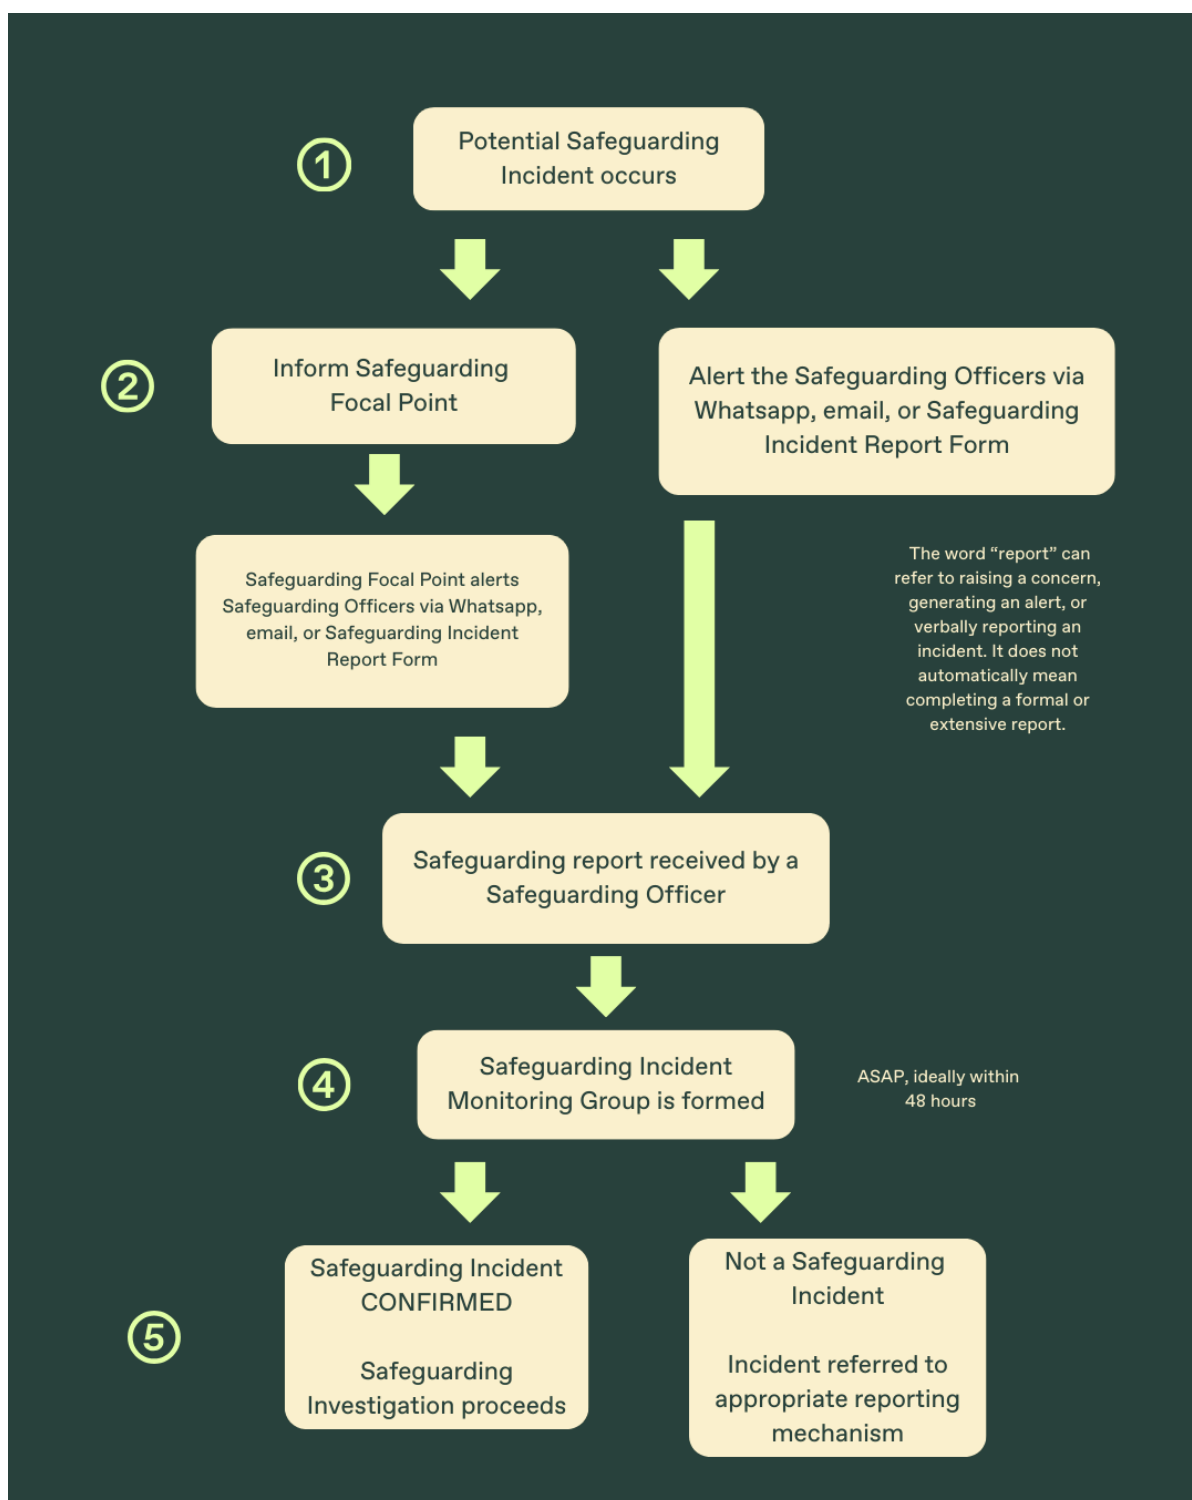 1
Potential Safeguarding
Incident occurs
2
Inform Safeguarding
Focal Point
Alert the Safeguarding Officers via
Whatsapp, email, or Safeguarding
Incident Report Form
Safeguarding Focal Point alerts
Safeguarding Officers via Whatsapp,
email, or Safeguarding Incident
Report Form
The word “report” can
refer to raising a concern,
generating an alert, or
verbally reporting an
incident. It does not
automatically mean
completing a formal or
extensive report.
3
Safeguarding report received by a
Safeguarding Officer
4
Safeguarding Incident
Monitoring Group is formed
ASAP, ideally within
48 hours
5
Safeguarding Incident
CONFIRMED
Safeguarding
Investigation proceeds
Not a Safeguarding
Incident
Incident referred to
appropriate reporting
mechanism